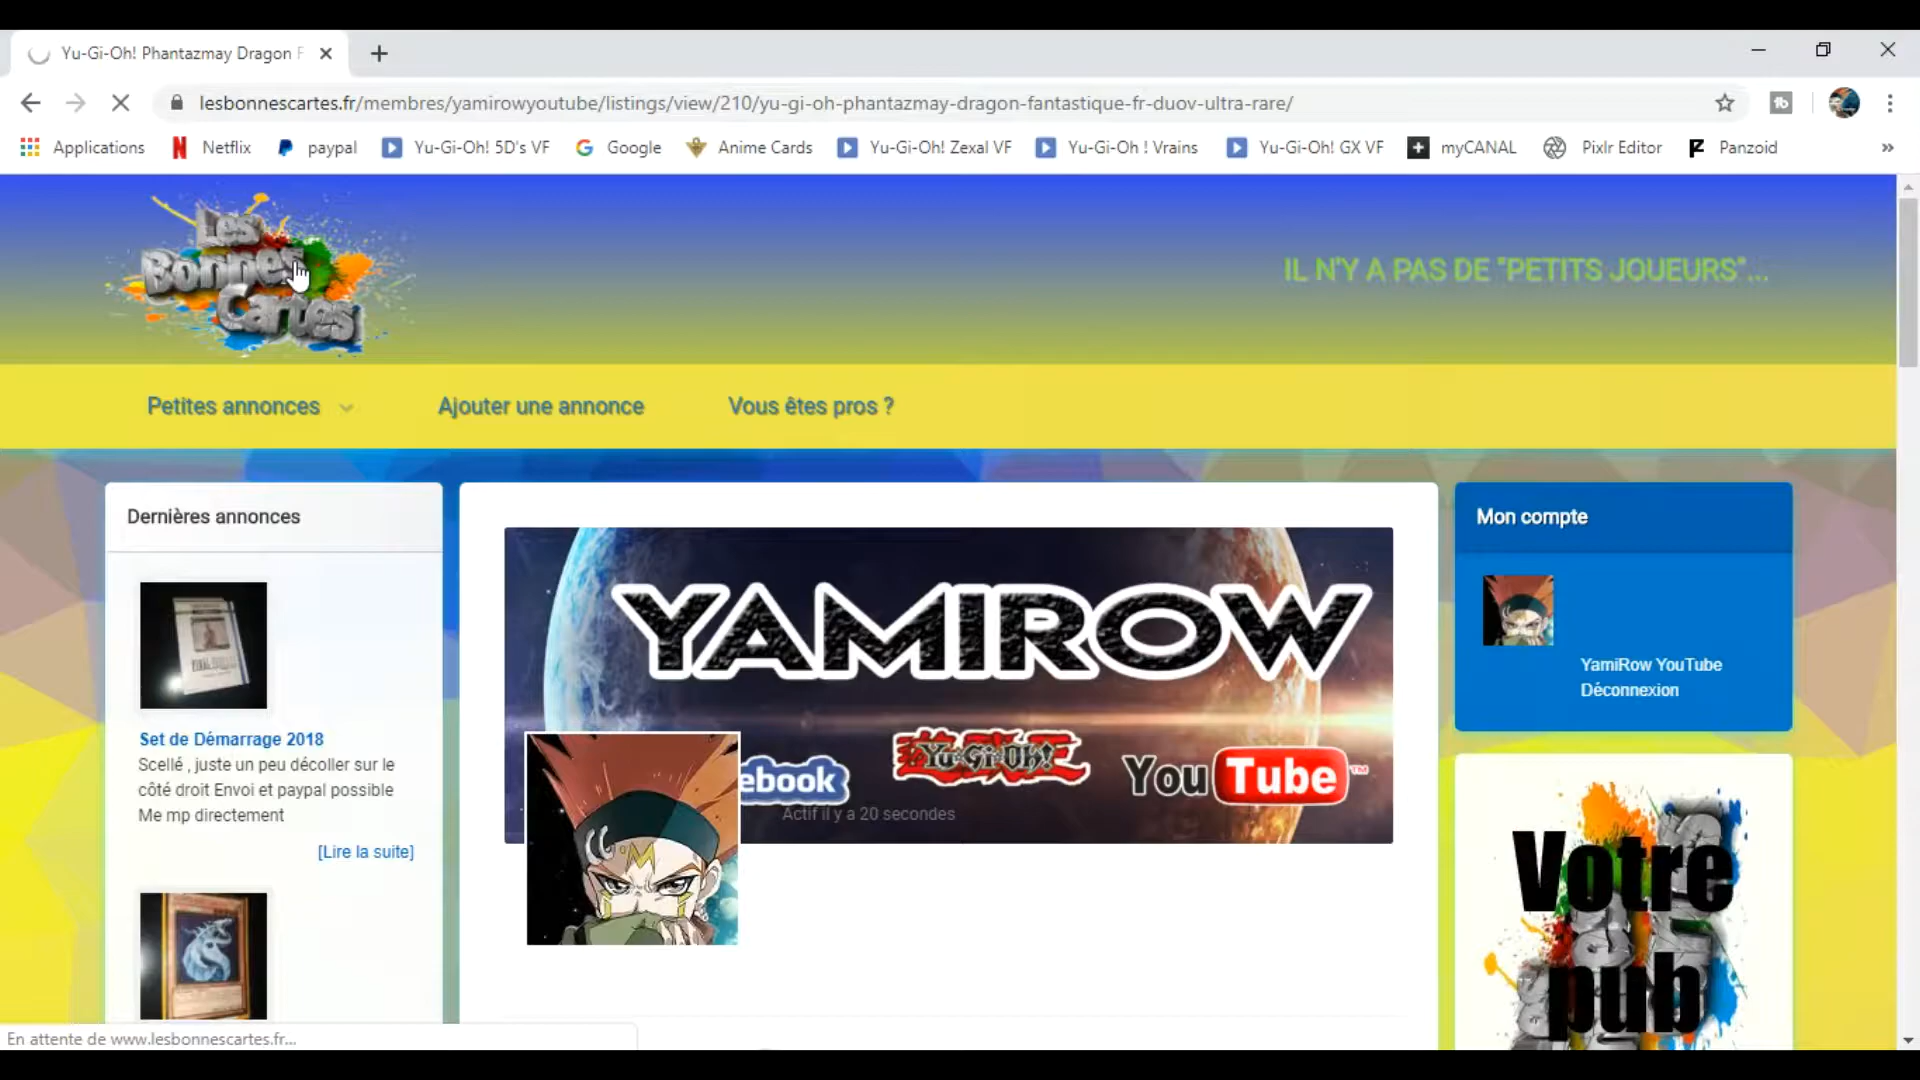 Yu-Gi-Oh! Phantazmay Dragon F
lesbonnescartes.fr/membres/yamirowyoutube/listings/view/210/yu-gi-oh-phantazmay-dragon-fantastique-fr-duov-ultra-rare/
Applications Netflix paypal Yu-Gi-Oh! 5D's VF Google Anime Cards Yu-Gi-Oh! Zexal VF Yu-Gi-Oh ! Vrains Yu-Gi-Oh! GX VF myCANAL Pixlr Editor Panzoid »
Les
Bonnes
Cartes
IL N'Y A PAS DE "PETITS JOUEURS"...
Petites annonces Ajouter une annonce Vous êtes pros ?
Dernières annonces
Set de Démarrage 2018
Scellé , juste un peu décoller sur le
côté droit Envoi et paypal possible
Me mp directement
[Lire la suite]
YAMIROW
ebook
Yu-Gi-Oh!
YouTube™
Actif il y a 20 secondes
Mon compte
YamiRow YouTube
Déconnexion
Votre
pub
En attente de www.lesbonnescartes.fr...